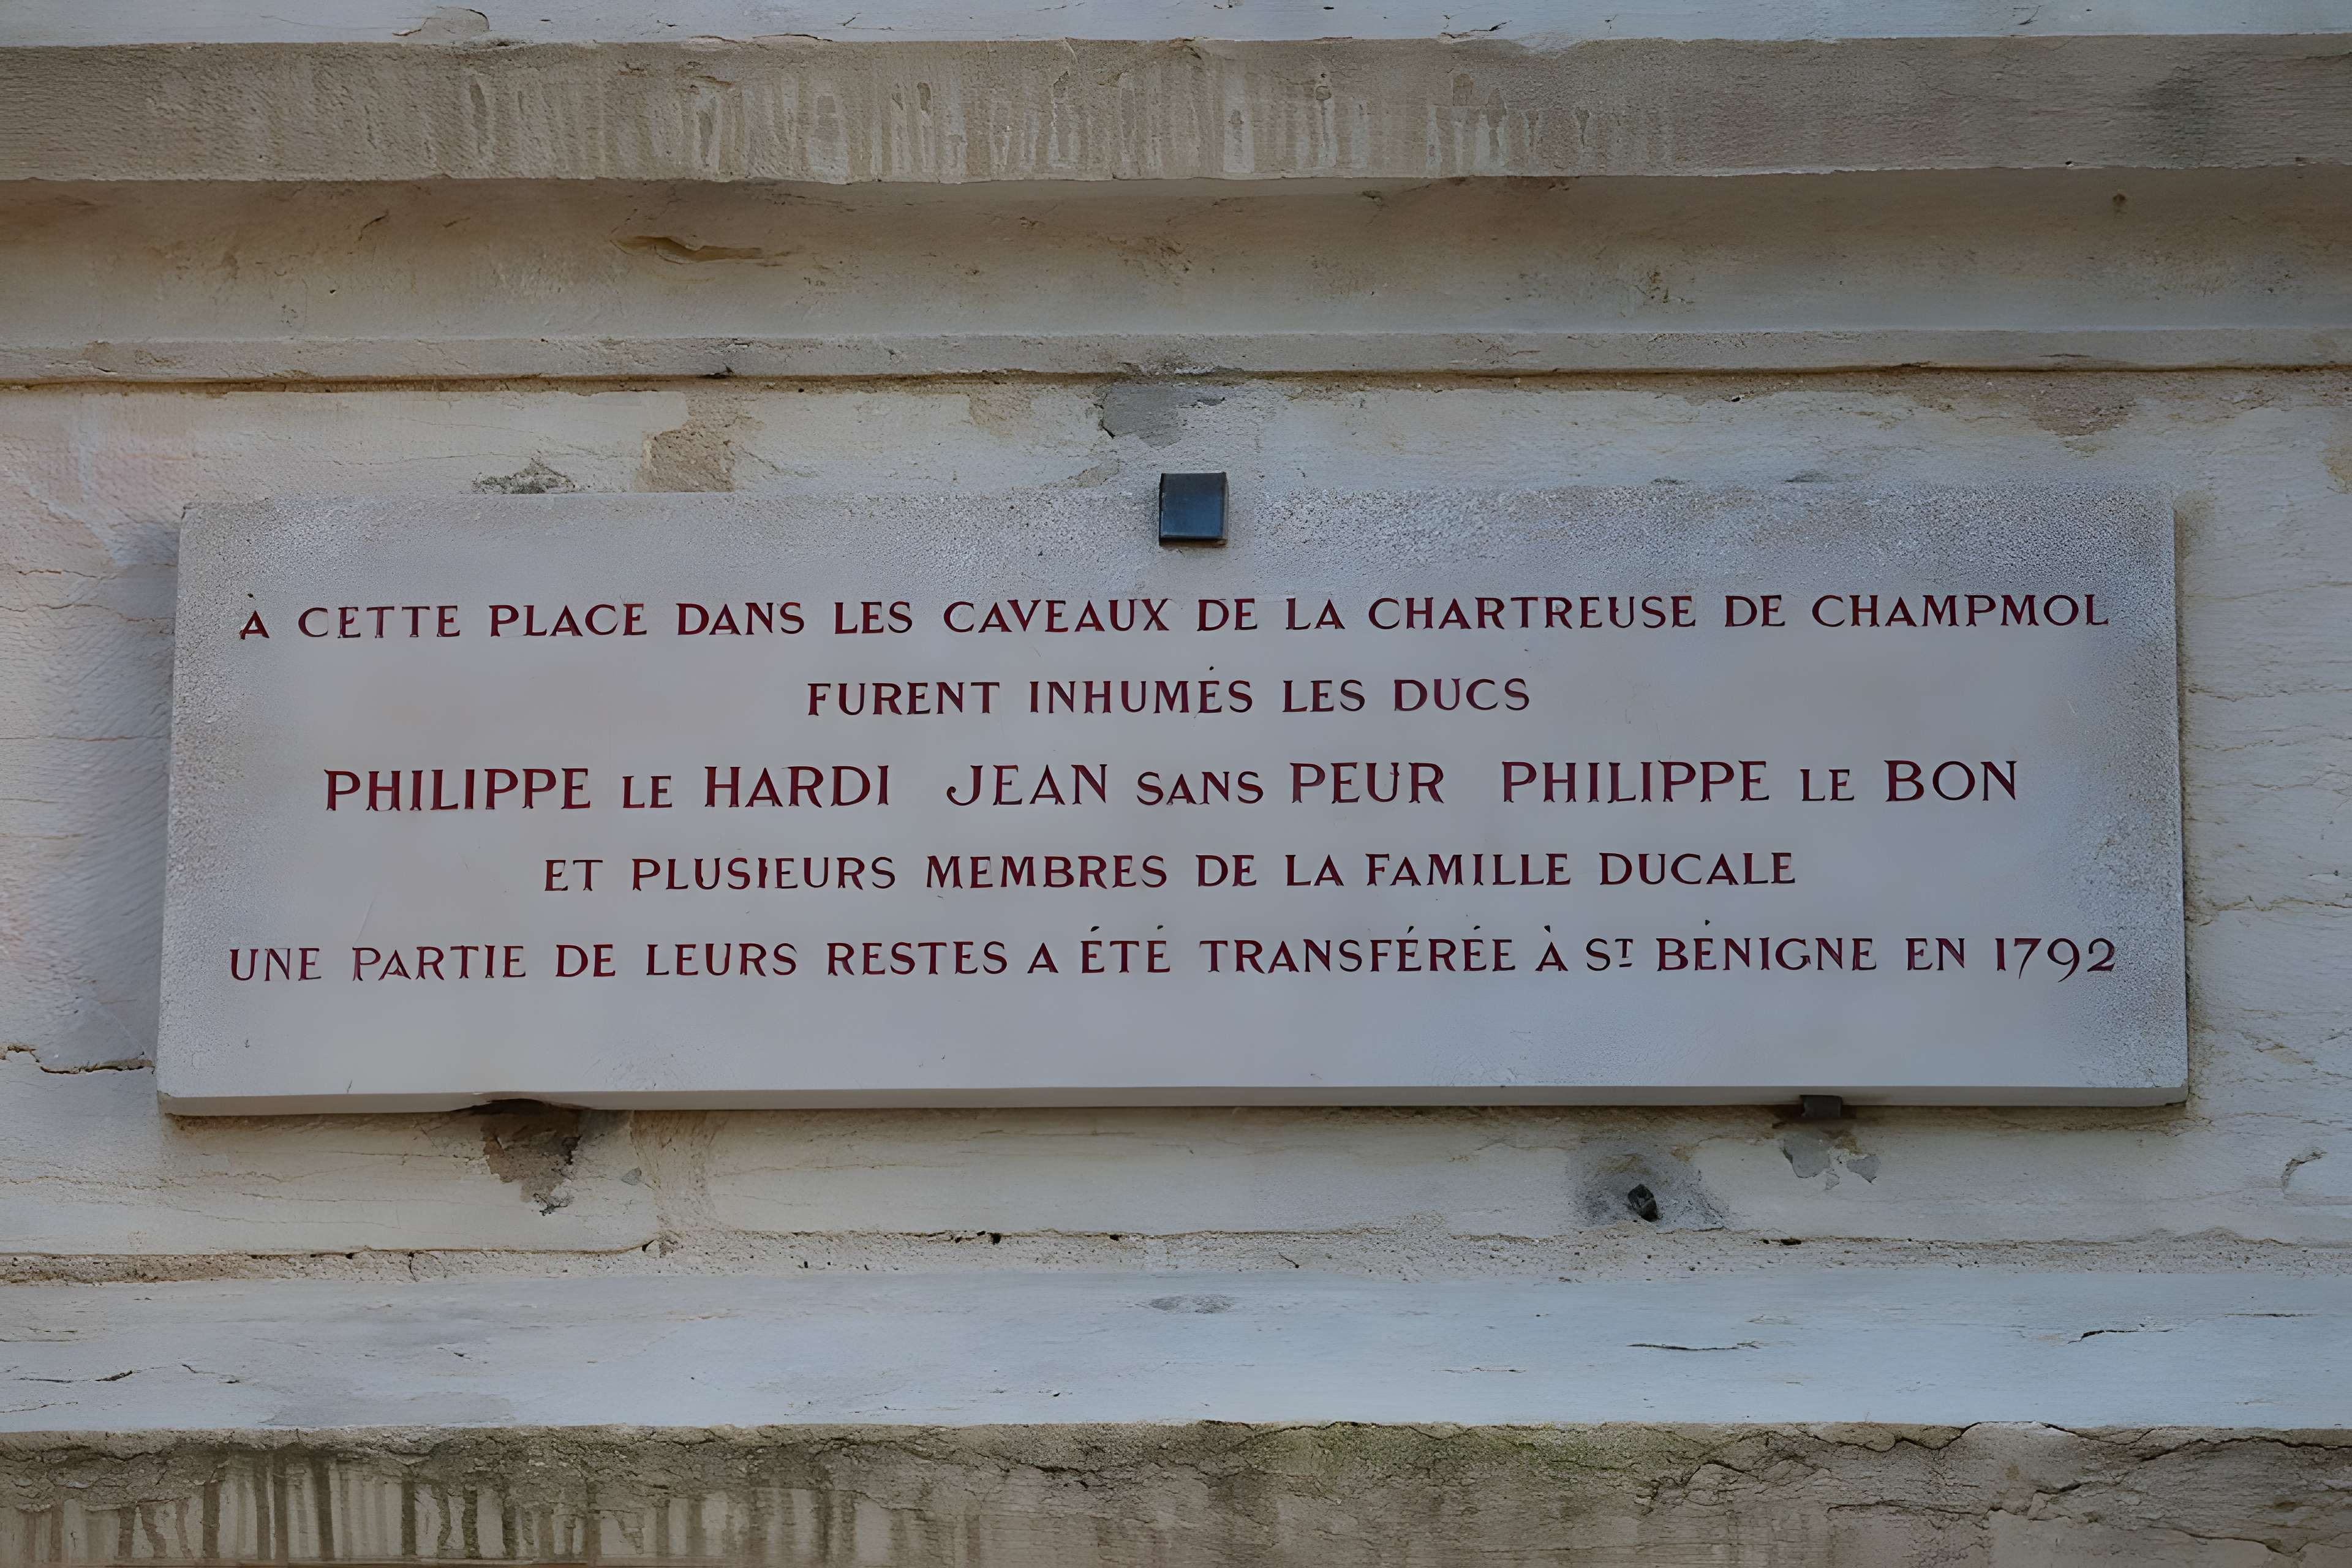 À CETTE PLACE DANS LES CAVEAUX DE LA CHARTREUSE DE CHAMPMOL
FURENT INHUMÉS LES DUCS
PHILIPPE LE HARDI JEAN SANS PEUR PHILIPPE LE BON
ET PLUSIEURS MEMBRES DE LA FAMILLE DUCALE
UNE PARTIE DE LEURS RESTES A ÉTÉ TRANSFÉRÉE À ST BÉNIGNE EN 1792